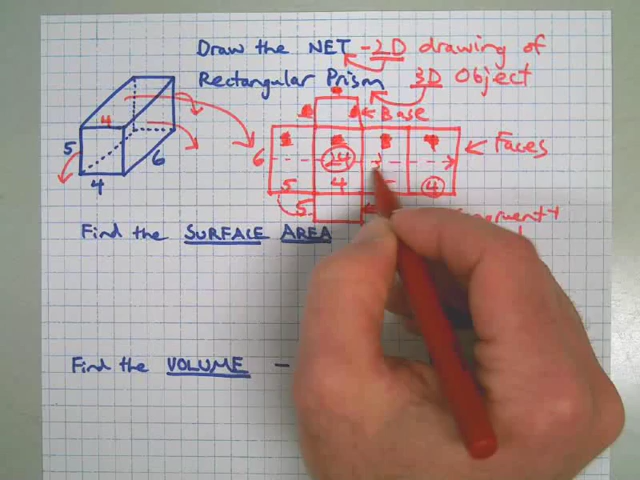 Draw the NET - 2D drawing of
Rectangular Prism 3D Object
4
Base
5
6
24
3
Faces
6
4
5
4
4
5
Find the SURFACE AREA
Find the VOLUME -